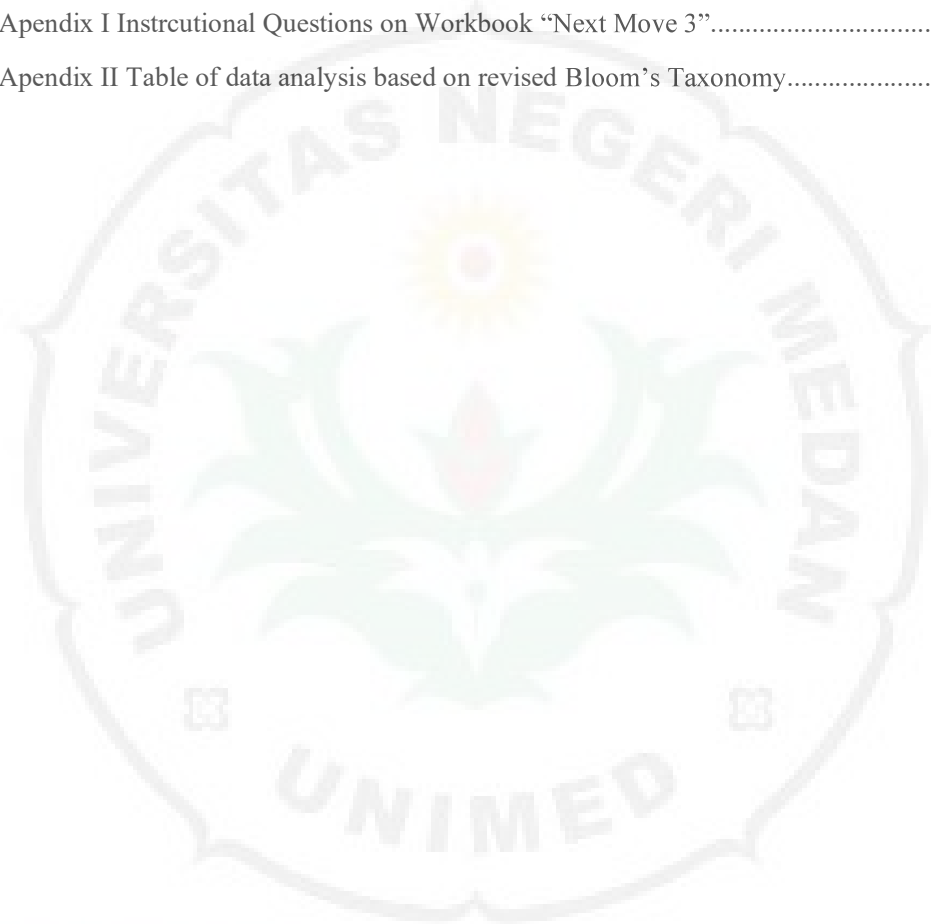 Apendix I Instrcutional Questions on Workbook “Next Move 3”................................
Apendix II Table of data analysis based on revised Bloom’s Taxonomy.....................
UNIVERSITAS NEGERI MEDAN
UNIMED